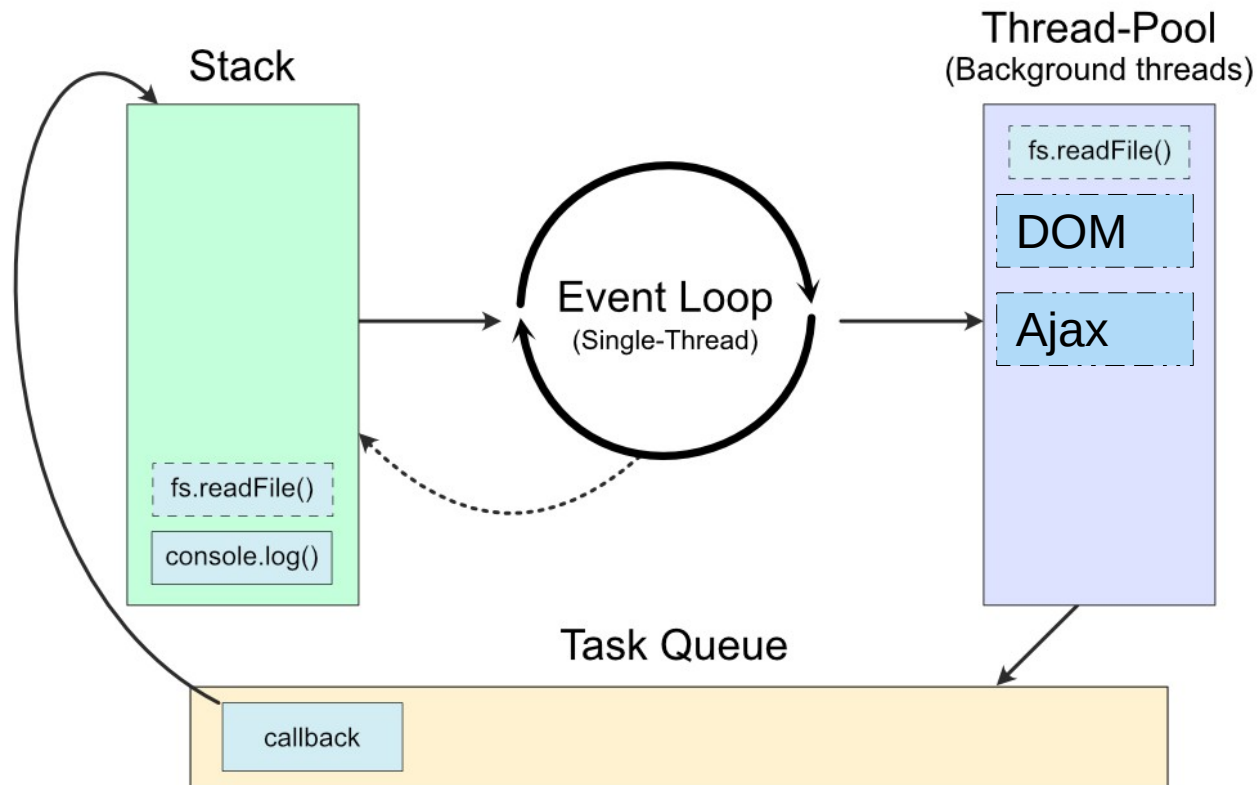 Thread-Pool
(Background threads)
Stack
fs.readFile()
DOM
Ajax
Event Loop
(Single-Thread)
fs.readFile()
console.log()
Task Queue
callback